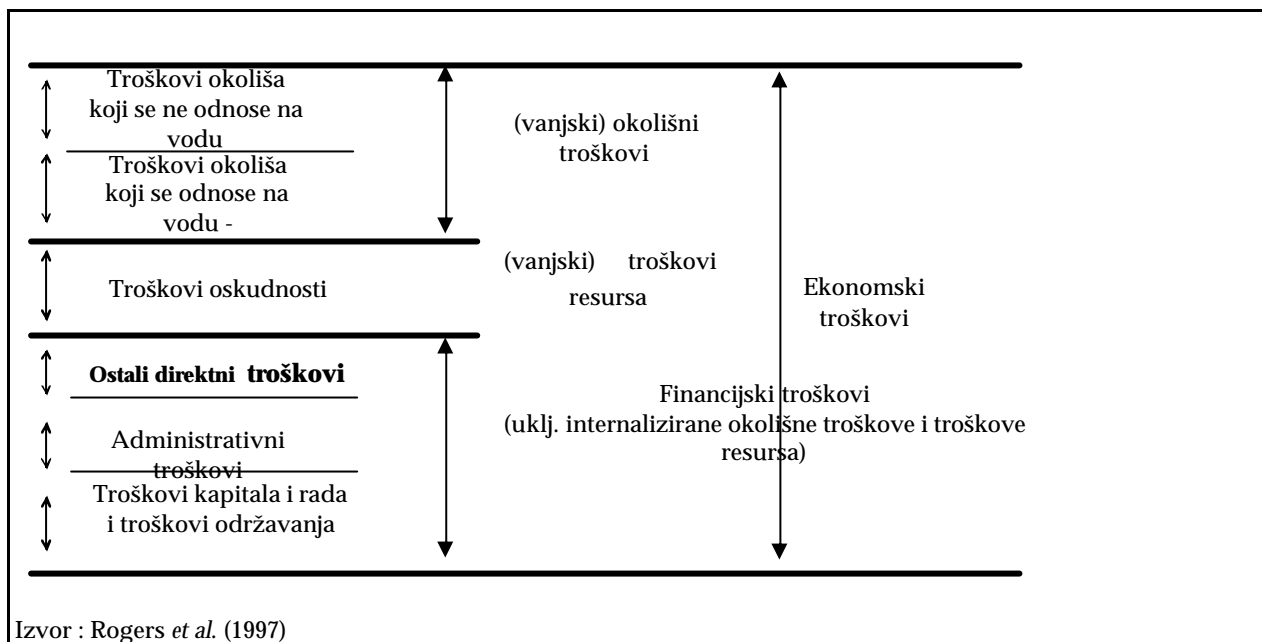 Troškovi okoliša
koji se ne odnose na
vodu
Troškovi okoliša
koji se odnose na
vodu -
(vanjski) okolišni
troškovi
Troškovi oskudnosti
(vanjski) troškovi
resursa
Ekonomski
troškovi
Ostali direktni troškovi
Administrativni
troškovi
Troškovi kapitala i rada
i troškovi održavanja
Financijski troškovi
(uklj. internalizirane okolišne troškove i troškove
resursa)
Izvor : Rogers et al. (1997)